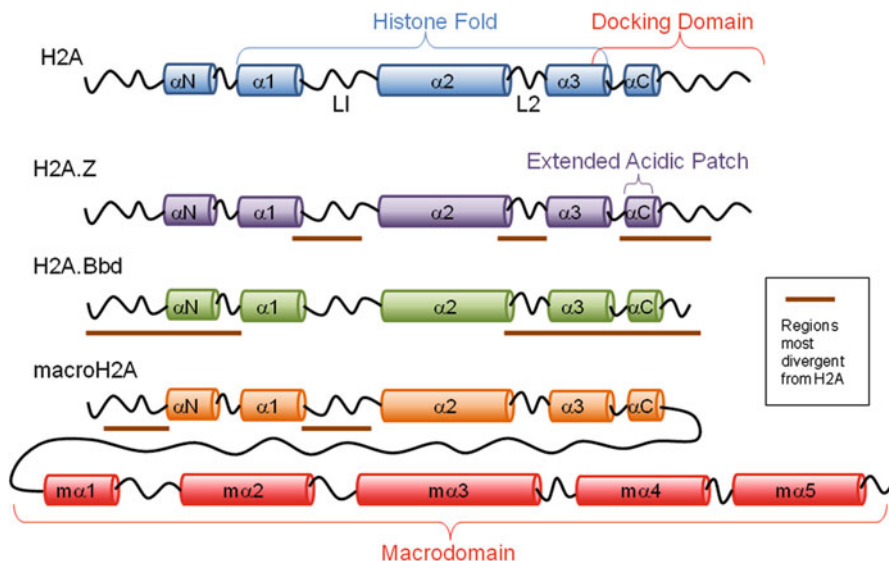 Histone Fold
Docking Domain
H2A
αN
α1
L1
α2
L2
α3
αC
H2A.Z
Extended Acidic Patch
αN
α1
α2
α3
αC
H2A.Bbd
αN
α1
α2
α3
αC
Regions
most
divergent
from H2A
macroH2A
αN
α1
α2
α3
αC
mα1
mα2
mα3
mα4
mα5
Macrodomain